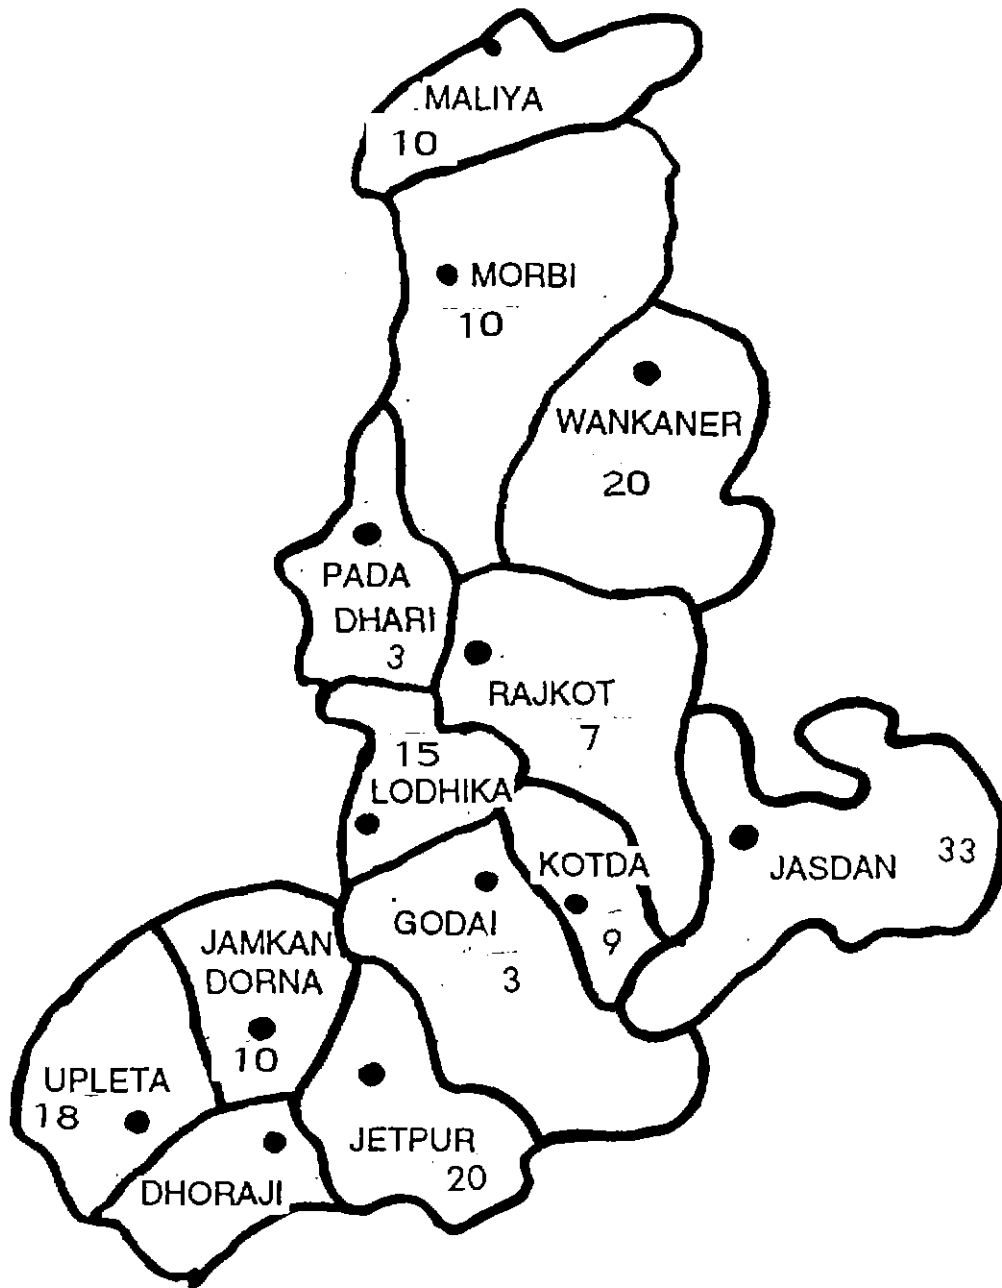 MALIYA
10
MORBI
10
WANKANER
20
PADA
DHARI
3
RAJKOT
7
15
LODHIKA
KOTDA
9
JASDAN
33
GODAI
3
JAMKAN
DORNA
10
UPLETA
18
JETPUR
20
DHORAJI